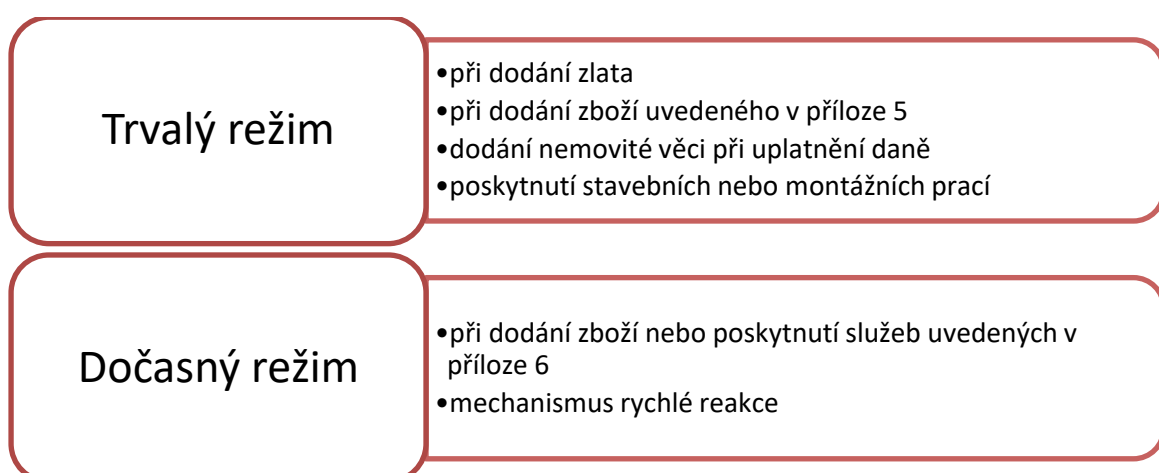 Trvalý režim
•při dodání zlata
•při dodání zboží uvedeného v příloze 5
•dodání nemovité věci při uplatnění daně
•poskytnutí stavebních nebo montážních prací
Dočasný režim
•při dodání zboží nebo poskytnutí služeb uvedených v
příloze 6
•mechanismus rychlé reakce